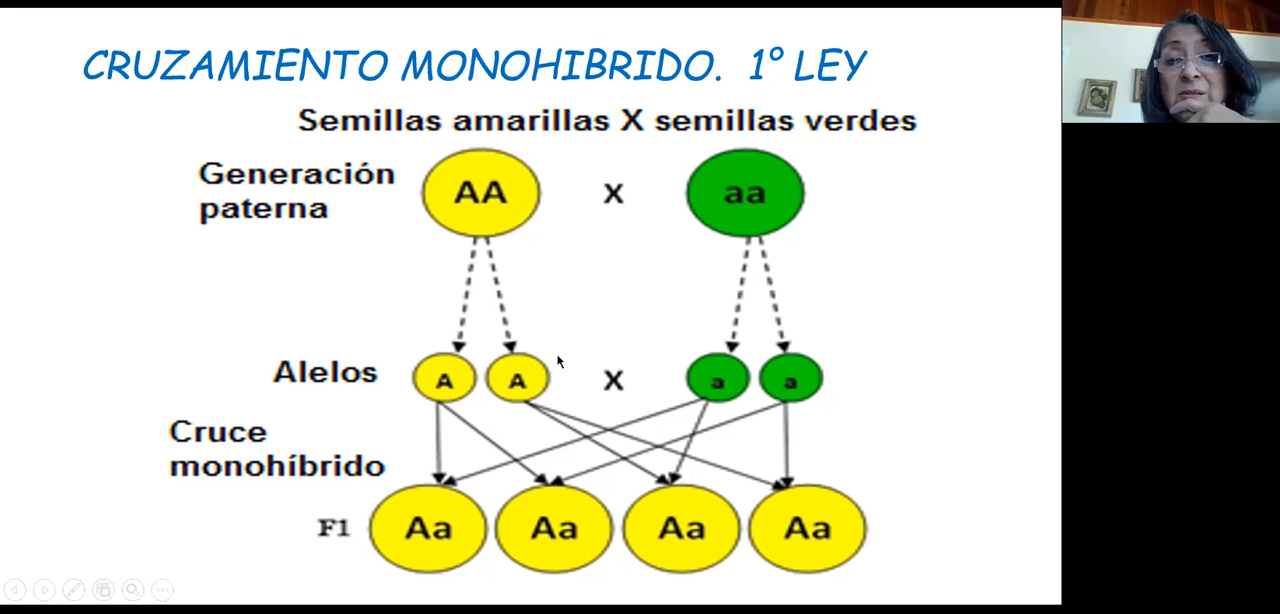 CRUZAMIENTO MONOHIBRIDO. 1º LEY
Semillas amarillas X semillas verdes
Generación
paterna
AA
X
aa
Alelos
A
A
X
a
a
Cruce
monohíbrido
F1
Aa
Aa
Aa
Aa